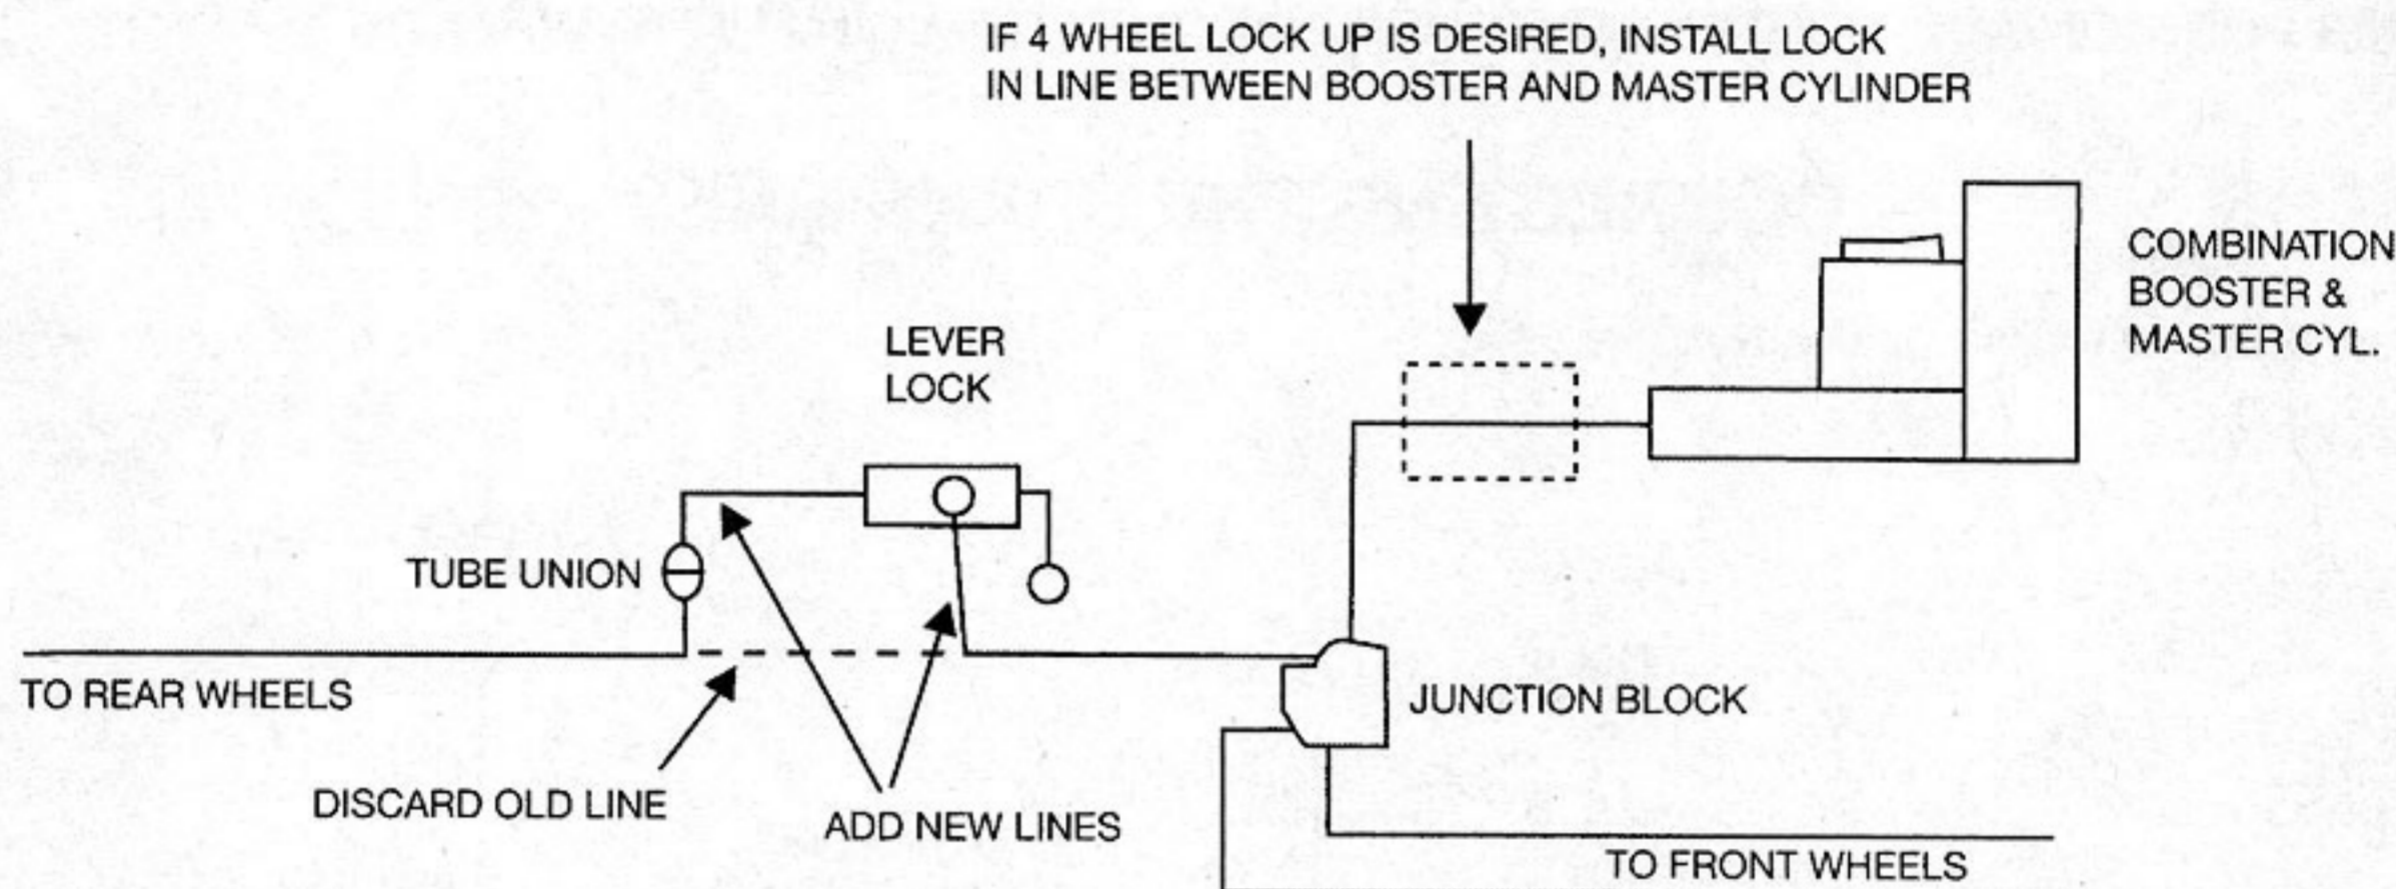 IF 4 WHEEL LOCK UP IS DESIRED, INSTALL LOCK
IN LINE BETWEEN BOOSTER AND MASTER CYLINDER
COMBINATION
BOOSTER &
MASTER CYL.
LEVER
LOCK
TUBE UNION
TO REAR WHEELS
JUNCTION BLOCK
DISCARD OLD LINE
ADD NEW LINES
TO FRONT WHEELS